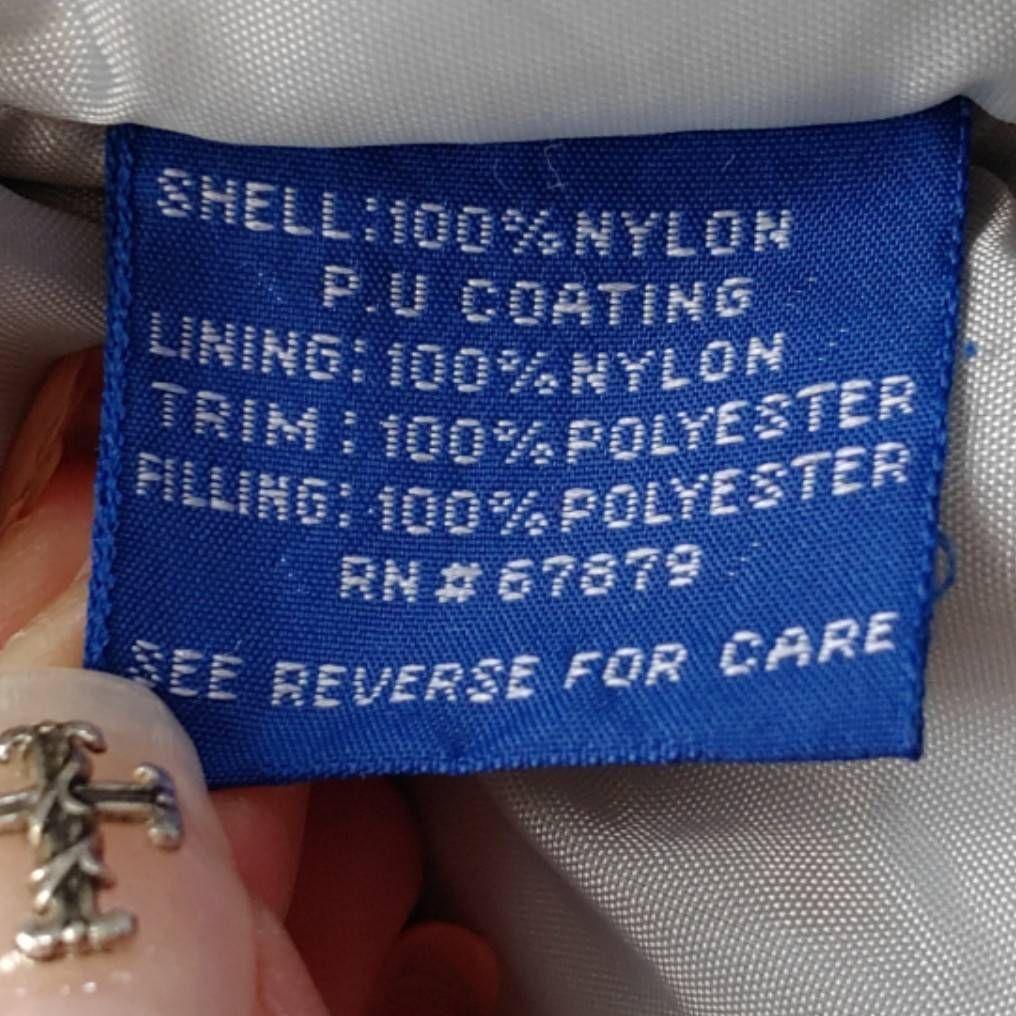 SHELL:100%NYLON
P.U COATING
LINING:100%NYLON
TRIM:100%POLYESTER
FILLING:100%POLYESTER
RN#67879
SEE REVERSE FOR CARE